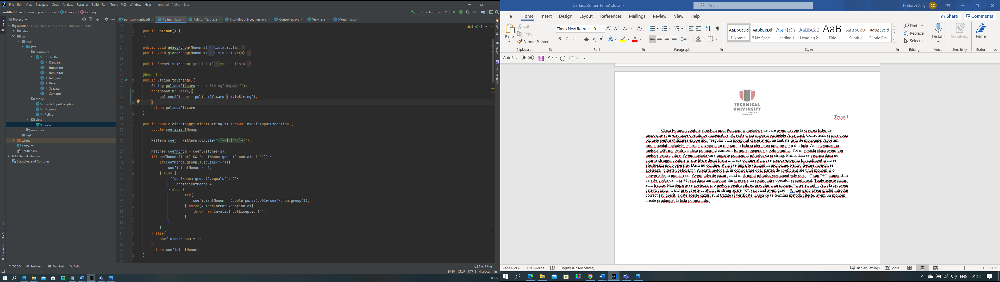 File Edit View Navigate Code Analyze Refactor Build Run Tools VCS Window Help untitled - Polinom.java
untitled src main java model Polinom toString
PolinomTest
Project
pom.xml (untitled) Polinom.java PolinomTest.java InvalidInputException.java Controller.java View.java Monom.java
untitled D:\Facultate-An2\Sem2\TP LAB\LAB2\untitled
.idea
src
main
java
controller
Controller
Derivare
Impartitor
Inmultitor
Integrare
Reset
Scazator
Sumator
model
InvalidInputException
Monom
Polinom
view
View
resources
test
target
pom.xml
untitled.iml
External Libraries
Scratches and Consoles
Project
Structure
Favorites
6 49
10
11 public Polinom() {
12 }
13
14 public void adaugMonom(Monom m) { lista.add(m); }
17 public void stergMonom(Monom m) { lista.remove(m); }
20
21 public ArrayList<Monom> getLista() { return lista; }
24
25 @Override
26 public String toString(){
27 String polinomAfisare = new String( original: "");
28 for(Monom m: lista){
29 polinomAfisare = polinomAfisare + m.toString();
30 }
31 return polinomAfisare;
32 }
33
34 public double citesteCoeficient(String s) throws InvalidInputException {
35 double coeficientMonom;
36
37 Pattern coef = Pattern.compile("([+-]?[^*x]+)");
38
39 Matcher coefMonom = coef.matcher(s);
40 if(coefMonom.find() && !coefMonom.group().contains("^")) {
41 if(coefMonom.group().equals("-")){
42 coeficientMonom = -1;
43 } else {
44 if(coefMonom.group().equals("+")){
45 coeficientMonom = 1;
46 } else {
47 try{
48 coeficientMonom = Double.parseDouble(coefMonom.group());
49 } catch(NumberFormatException e){
50 throw new InvalidInputException("");
51 }
52 }
53 }
54 } else{
55 coeficientMonom = 1;
56 }
57 return coeficientMonom;
58 }
59
PlantUML
Maven
UML Generator
TODO Problems Terminal Build Event Log
30:10 CRLF UTF-8 4 spaces
01:12
DarlacziZoltan_Tema1.docx Search Darlaczi Zoly DZ
File Home Insert Design Layout References Mailings Review View Help Share Comments
Paste
Cut
Copy
Format Painter
Clipboard
Times New Roma 10
B I U ab x2 x2
Aa
Font
Paragraph
AaBbCcDd AaBbCcDd AaBbCc AaBbCcE AaB AaBbCcD AaBbCcDd
¶ Normal ¶ No Spac... Heading 1 Heading 2 Title Subtitle Subtle Em...
Styles
Find
Replace
Select
Editing
Dictate
Voice
Sensitivity
Sensitivity
Editor
Editor
AutoSave Off
TECHNICAL
UNIVERSITY
OF CLUJ-NAPOCA
ROMANIA
Tema 1
Clasa Polinom contine structura unui Polinom si metodele de care avem nevoie la crearea listei de
monoame si in efectuare operatiilor matematice. Aceasta clasa importa pachetele ArrayList, Collections si inca doua
pachete pentru utilizarea expresiilor “regular”. La inceputul clasei avem instantiate lista de monoame. Apoi am
implementat metodele pentru adaugara unui monom in lista si stergerea unui monom din lista. Am suprascris si
metoda toString pentru a afisa polinomul conform formulei generale a polinomului. Tot in aceasta clasa avem trei
metode pentru citire. Avem metoda care imparte polinomul introdus ca si string. Prima data se verifica daca nu
cumva stringul contine si alte litere decat litera x. Daca contine atunci se arunca exceptia InvalidInput si nu se
efectueaza nicio operatie. Daca nu contine, atunci se imparte stringul in monoame. Pentru fiecare monom se
apeleaza “citesteCoeficient”. Aceasta metoda ia in considerare doar partea de coeficient ale unui monom si o
converteste in numar real. Avem diferite cazuri cand in stringul introdus coeficient este doar “-“ sau “+”, atunci stim
ca este vorba de -1 si +1, sau daca am introdus din greseala un spatiu intre operator si coeficient. Toate aceste cazuri
sunt tratate. Mai departe se apeleaza si o metoda pentru citirea gradului unui monom “citesteGrad” . Aici la fel avem
cateva cazuri. Cand gradul este 1, atunci in string apare “x”, sau cand avem grad = 0, sau gand avem gradul introdus
correct sau gresit. Toate aceste cazuri sunt tratate si verificate. Dupa ce se termina metoda citeste, avem un monom
create si adaugat la lista polinomului.
Page 6 of 6 1100 words English (United States) Display Settings Focus 100%
ENG 01:12